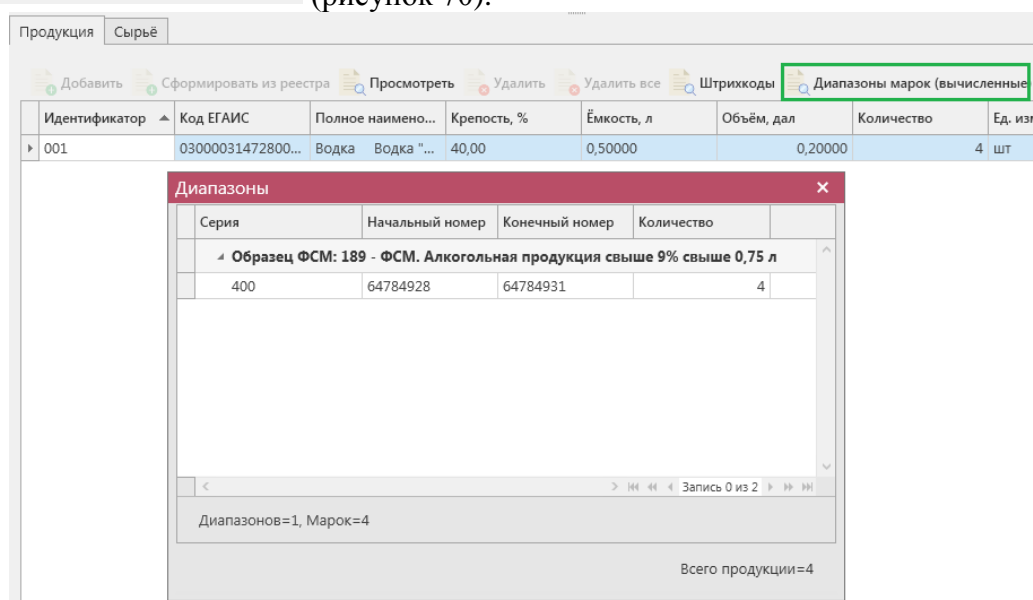 (рисунок 70).
Продукция Сырьё
Добавить Сформировать из реестра Просмотреть Удалить Удалить все Штрихкоды Диапазоны марок (вычисленные
Идентификатор Код ЕГАИС Полное наимено... Крепость, % Ёмкость, л Объём, дал Количество Ед. изм
001 03000031472800... Водка Водка "... 40,00 0,50000 0,20000 4 шт
Диапазоны
Серия Начальный номер Конечный номер Количество
Образец ФСМ: 189 - ФСМ. Алкогольная продукция свыше 9% свыше 0,75 л
400 64784928 64784931 4
Запись 0 из 2
Диапазонов=1, Марок=4
Всего продукции=4